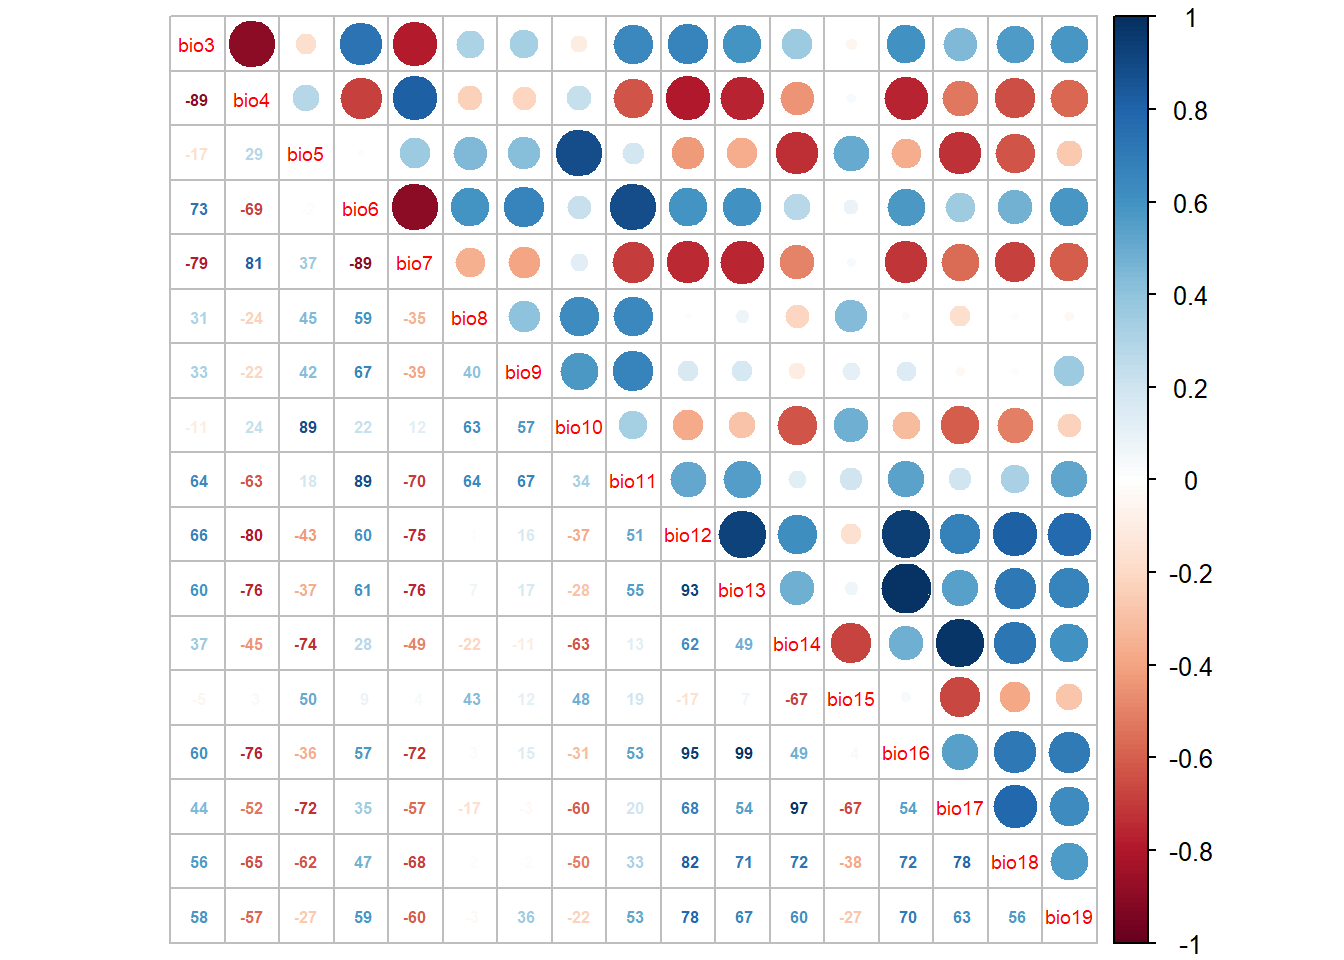 bio3
-89 bio4
-17 29 bio5
73 -69 bio6
-79 81 37 -89 bio7
31 -24 45 59 -35 bio8
33 -22 42 67 -39 40 bio9
-11 24 89 22 12 63 57 bio10
64 -63 18 89 -70 64 67 34 bio11
66 -80 -43 60 -75 16 -37 51 bio12
60 -76 -37 61 -76 7 17 -28 55 93 bio13
37 -45 -74 28 -49 -22 -11 -63 13 62 49 bio14
-5 3 50 9 4 43 12 48 19 -17 7 -67 bio15
60 -76 -36 57 -72 15 -31 53 95 99 49 4 bio16
44 -52 -72 35 -57 -17 -3 -60 20 68 54 97 -67 54 bio17
56 -65 -62 47 -68 -50 33 82 71 72 -38 72 78 bio18
58 -57 -27 59 -60 -3 36 -22 53 78 67 60 -27 70 63 56 bio19
1
0.8
0.6
0.4
0.2
0
-0.2
-0.4
-0.6
-0.8
-1